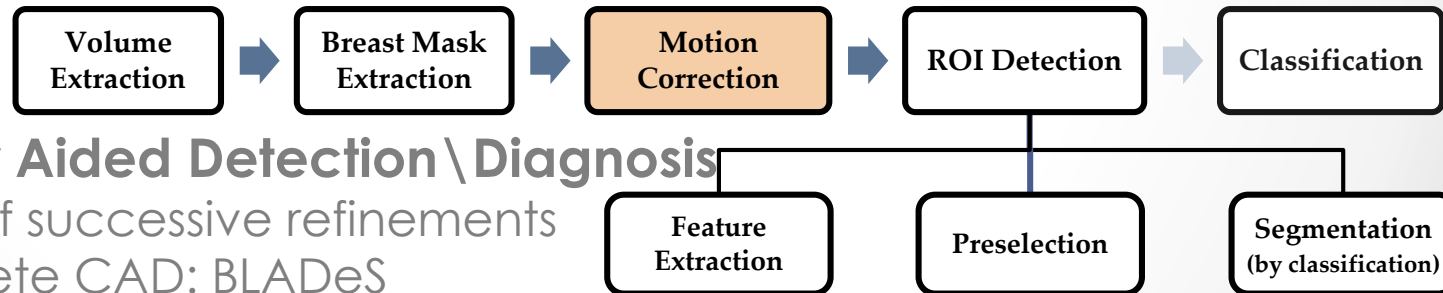 Volume
Extraction
Breast Mask
Extraction
Motion
Correction
ROI Detection
Classification
Aided Detection\Diagnosis
f successive refinements
ete CAD: BLADeS
Feature
Extraction
Preselection
Segmentation
(by classification)